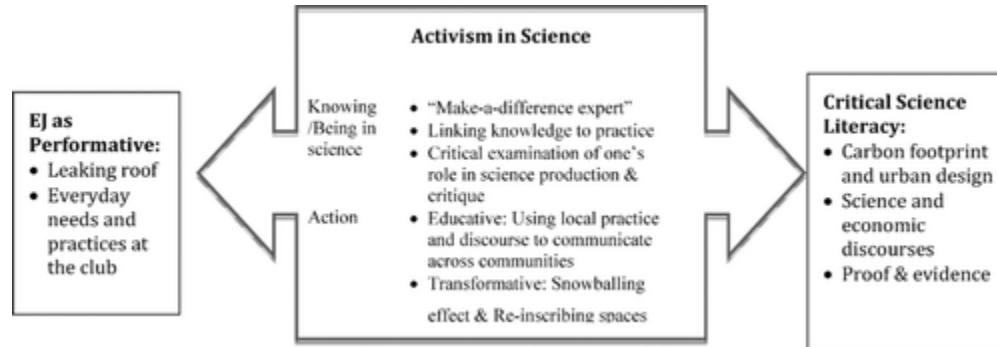 Activism in Science
EJ as
Performative:
• Leaking roof
• Everyday
needs and
practices at
the club
Knowing
/Being in
science
Action
• “Make-a-difference expert”
• Linking knowledge to practice
• Critical examination of one’s
role in science production &
critique
• Educative: Using local practice
and discourse to communicate
across communities
• Transformative: Snowballing
effect & Re-inscribing spaces
Critical Science
Literacy:
• Carbon footprint
and urban design
• Science and
economic
discourses
• Proof & evidence